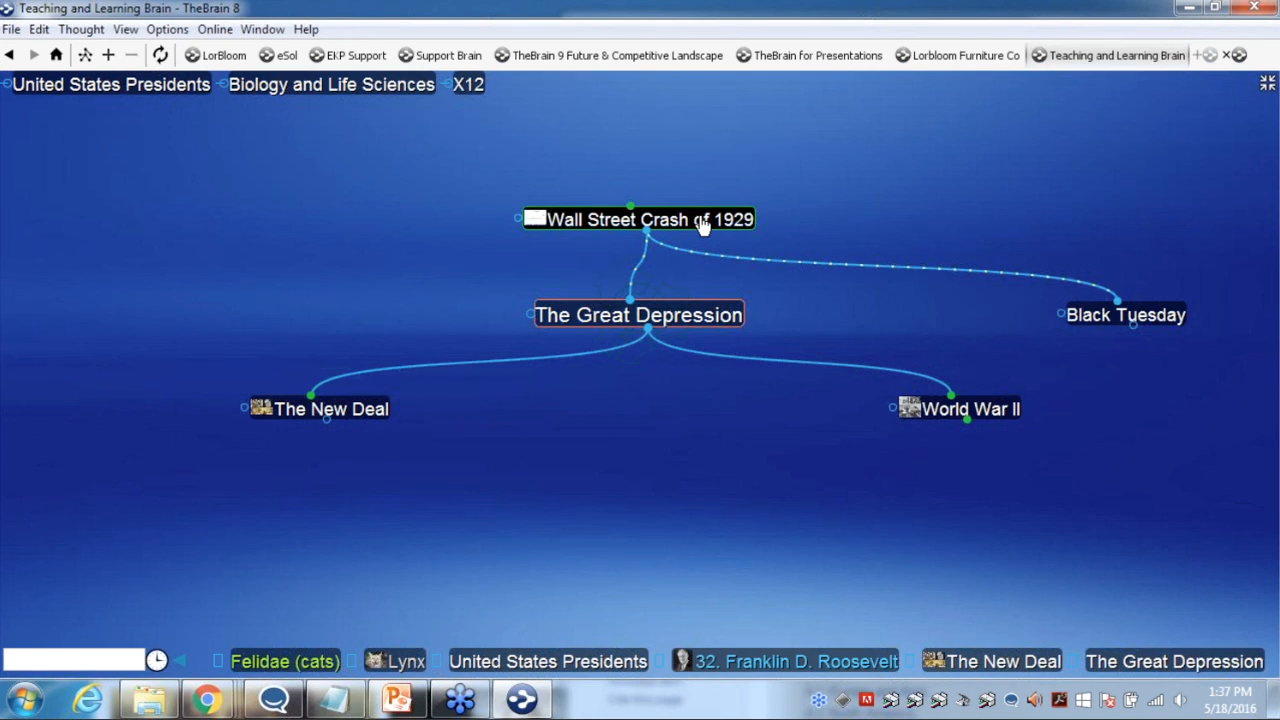 Teaching and Learning Brain - TheBrain 8
File Edit Thought View Options Online Window Help
LorBloom eSol EKP Support Support Brain TheBrain 9 Future & Competitive Landscape TheBrain for Presentations Lorbloom Furniture Co Teaching and Learning Brain
United States Presidents Biology and Life Sciences X12
Wall Street Crash of 1929
The Great Depression Black Tuesday
The New Deal World War II
Felidae (cats) Lynx United States Presidents 32. Franklin D. Roosevelt The New Deal The Great Depression
1:37 PM
5/18/2016